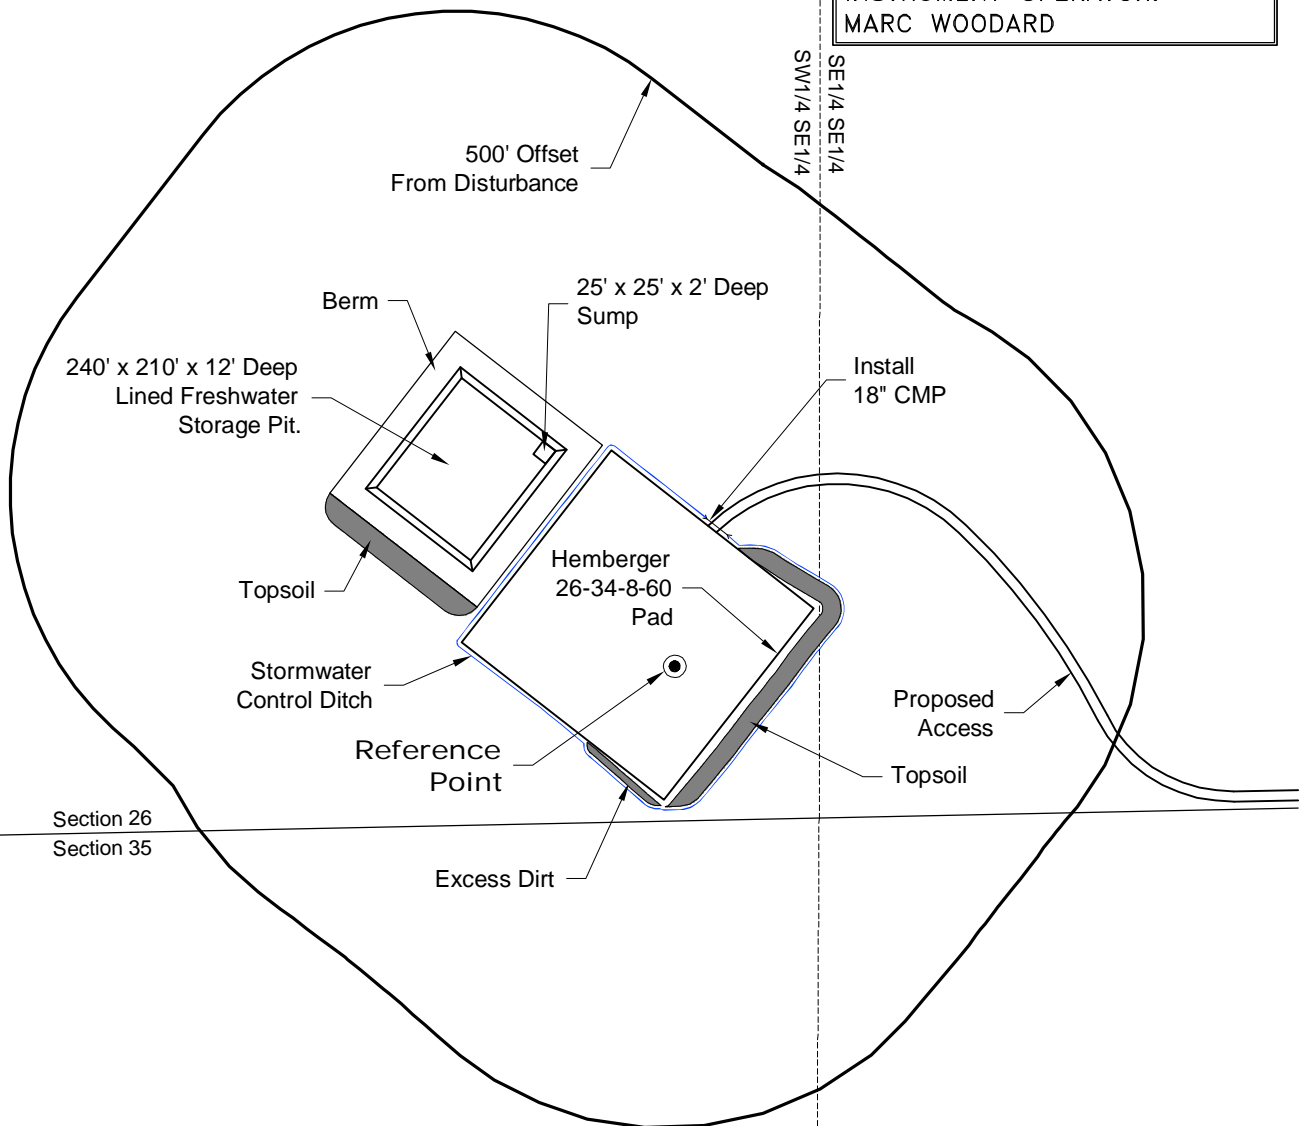 MARC WOODARD
SW1/4 SE1/4
SE1/4 SE1/4
500' Offset
From Disturbance
25' x 25' x 2' Deep
Sump
Berm
240' x 210' x 12' Deep
Lined Freshwater
Storage Pit.
Install
18" CMP
Hemberger
26-34-8-60
Pad
Topsoil
Stormwater
Control Ditch
Proposed
Access
Reference
Point
Topsoil
Section 26
Section 35
Excess Dirt